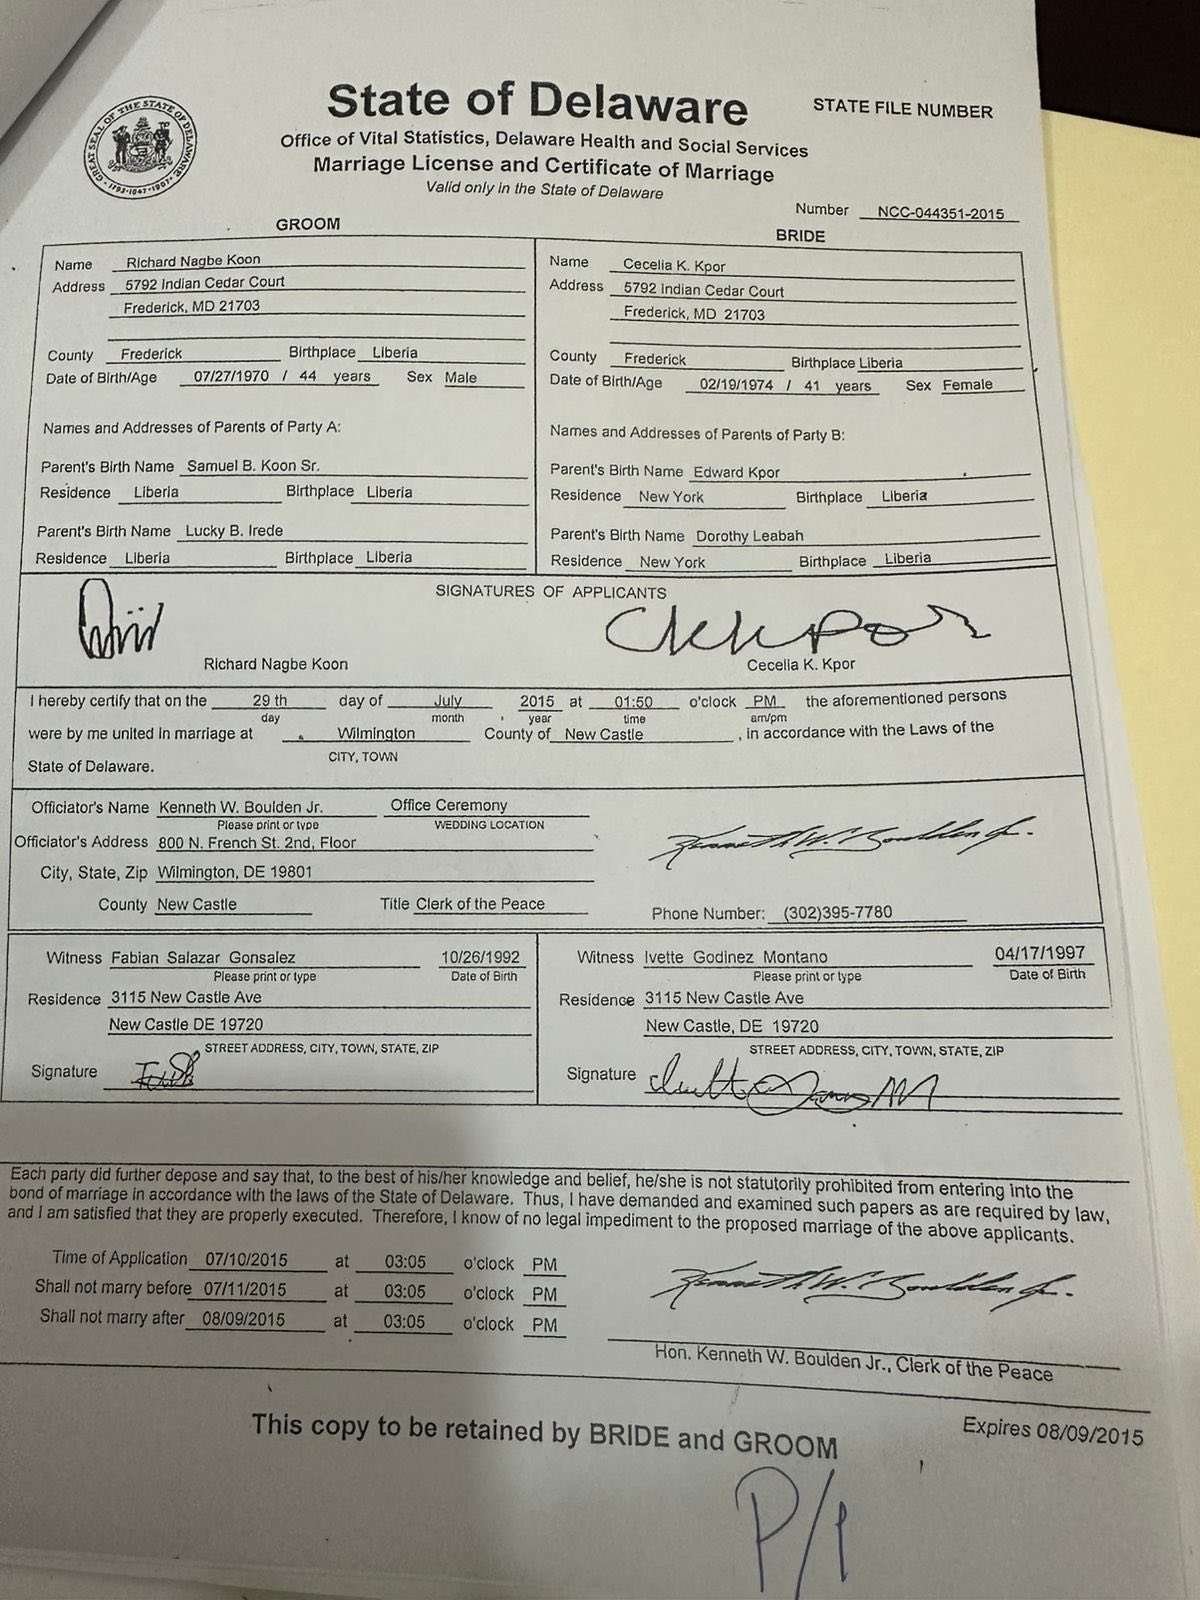 GREAT SEAL OF THE STATE OF DELAWARE 1793·1847·1907
State of Delaware
STATE FILE NUMBER
Office of Vital Statistics, Delaware Health and Social Services
Marriage License and Certificate of Marriage
Valid only in the State of Delaware
Number NCC-044351-2015
GROOM
BRIDE
Name Richard Nagbe Koon
Address 5792 Indian Cedar Court
Frederick, MD 21703
County Frederick Birthplace Liberia
Date of Birth/Age 07/27/1970 / 44 years Sex Male
Names and Addresses of Parents of Party A:
Parent's Birth Name Samuel B. Koon Sr.
Residence Liberia Birthplace Liberia
Parent's Birth Name Lucky B. Irede
Residence Liberia Birthplace Liberia
Name Cecelia K. Kpor
Address 5792 Indian Cedar Court
Frederick, MD 21703
County Frederick Birthplace Liberia
Date of Birth/Age 02/19/1974 / 41 years Sex Female
Names and Addresses of Parents of Party B:
Parent's Birth Name Edward Kpor
Residence New York Birthplace Liberia
Parent's Birth Name Dorothy Leabah
Residence New York Birthplace Liberia
SIGNATURES OF APPLICANTS
CKKPor
Richard Nagbe Koon
Cecelia K. Kpor
I hereby certify that on the 29 th day of July 2015 at 01:50 o'clock PM the aforementioned persons
day month year time am/pm
were by me united in marriage at Wilmington County of New Castle , in accordance with the Laws of the
CITY, TOWN
State of Delaware.
Officiator's Name Kenneth W. Boulden Jr. Office Ceremony
Please print or type WEDDING LOCATION
Officiator's Address 800 N. French St. 2nd, Floor
Kenneth W. Boulden Jr.
City, State, Zip Wilmington, DE 19801
County New Castle Title Clerk of the Peace
Phone Number: (302)395-7780
Witness Fabian Salazar Gonsalez 10/26/1992
Please print or type Date of Birth
Residence 3115 New Castle Ave
New Castle DE 19720
STREET ADDRESS, CITY, TOWN, STATE, ZIP
Signature
Witness Ivette Godinez Montano 04/17/1997
Please print or type Date of Birth
Residence 3115 New Castle Ave
New Castle, DE 19720
STREET ADDRESS, CITY, TOWN, STATE, ZIP
Signature
Each party did further depose and say that, to the best of his/her knowledge and belief, he/she is not statutorily prohibited from entering into the
bond of marriage in accordance with the laws of the State of Delaware. Thus, I have demanded and examined such papers as are required by law,
and I am satisfied that they are properly executed. Therefore, I know of no legal impediment to the proposed marriage of the above applicants.
Time of Application 07/10/2015 at 03:05 o'clock PM
Shall not marry before 07/11/2015 at 03:05 o'clock PM
Shall not marry after 08/09/2015 at 03:05 o'clock PM
Kenneth W. Boulden Jr.
Hon. Kenneth W. Boulden Jr., Clerk of the Peace
This copy to be retained by BRIDE and GROOM
Expires 08/09/2015
P/1